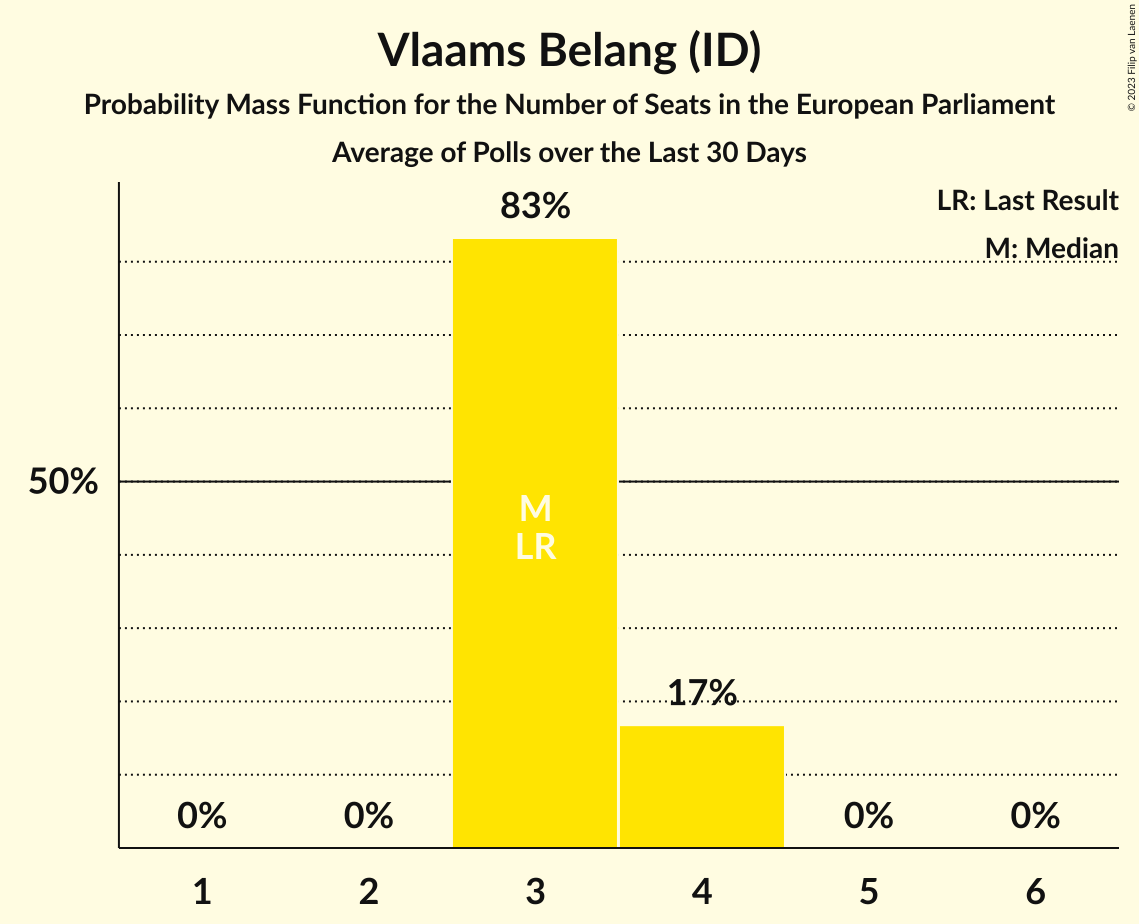 Vlaams Belang (ID)
Probability Mass Function for the Number of Seats in the European Parliament
Average of Polls over the Last 30 Days
© 2023 Filip van Laenen
LR: Last Result
M: Median
83%
50%
M
LR
17%
0%
0%
0%
0%
1
2
3
4
5
6